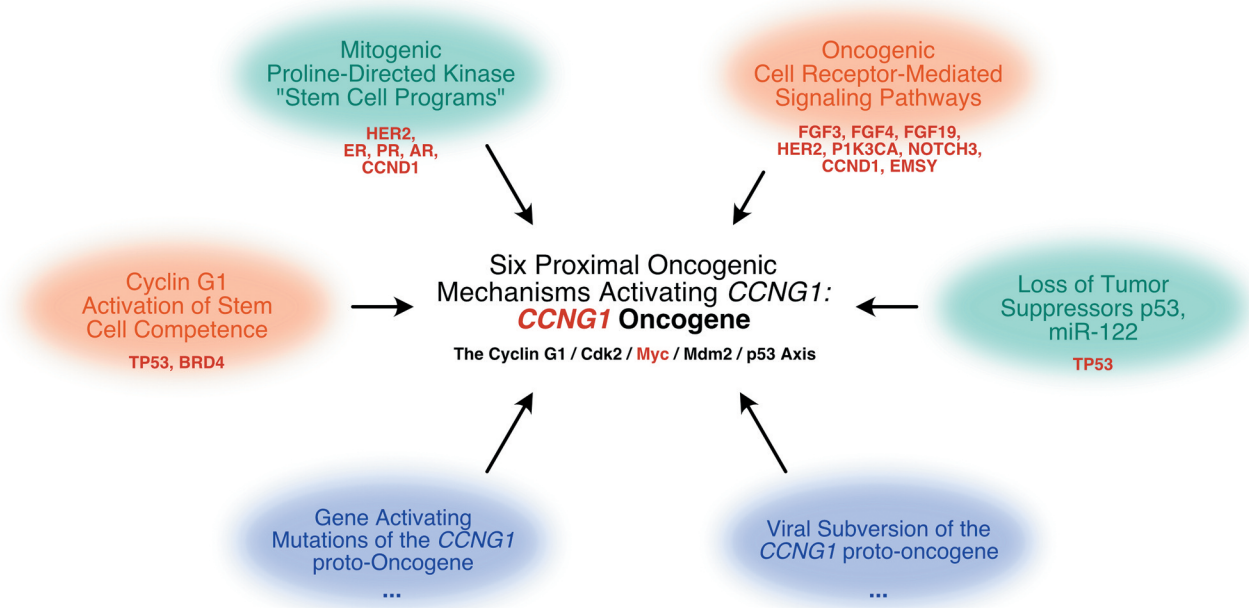 Mitogenic
Proline-Directed Kinase
"Stem Cell Programs"
HER2,
ER, PR, AR,
CCND1
Oncogenic
Cell Receptor-Mediated
Signaling Pathways
FGF3, FGF4, FGF19,
HER2, P1K3CA, NOTCH3,
CCND1, EMSY
Cyclin G1
Activation of Stem
Cell Competence
TP53, BRD4
Six Proximal Oncogenic
Mechanisms Activating CCNG1:
CCNG1 Oncogene
The Cyclin G1 / Cdk2 / Myc / Mdm2 / p53 Axis
Loss of Tumor
Suppressors p53,
miR-122
TP53
Gene Activating
Mutations of the CCNG1
proto-Oncogene
...
Viral Subversion of the
CCNG1 proto-oncogene
...